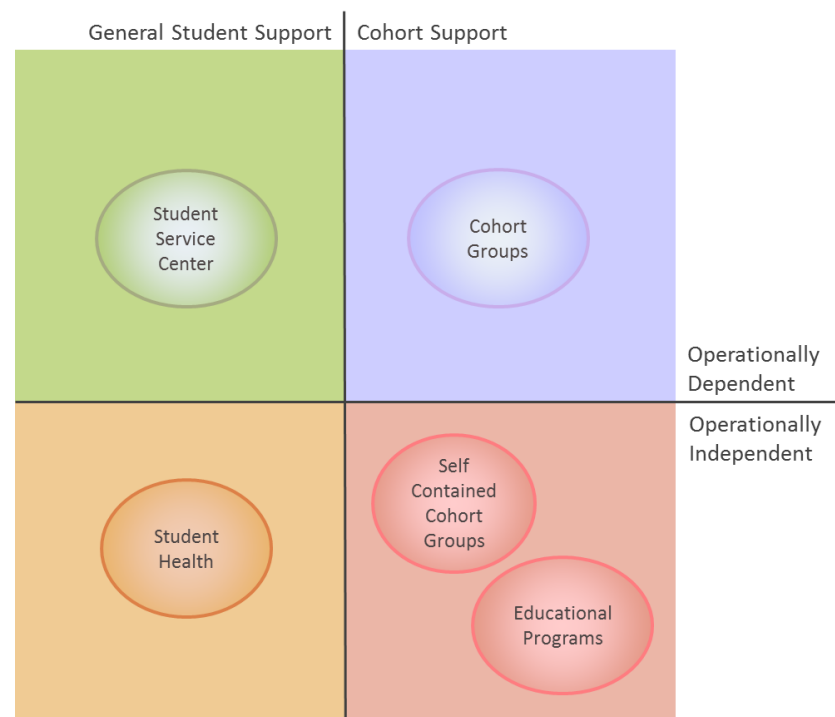 General Student Support
Cohort Support
Student
Service
Center
Cohort
Groups
Operationally
Dependent
Operationally
Independent
Self
Contained
Cohort
Groups
Student
Health
Educational
Programs